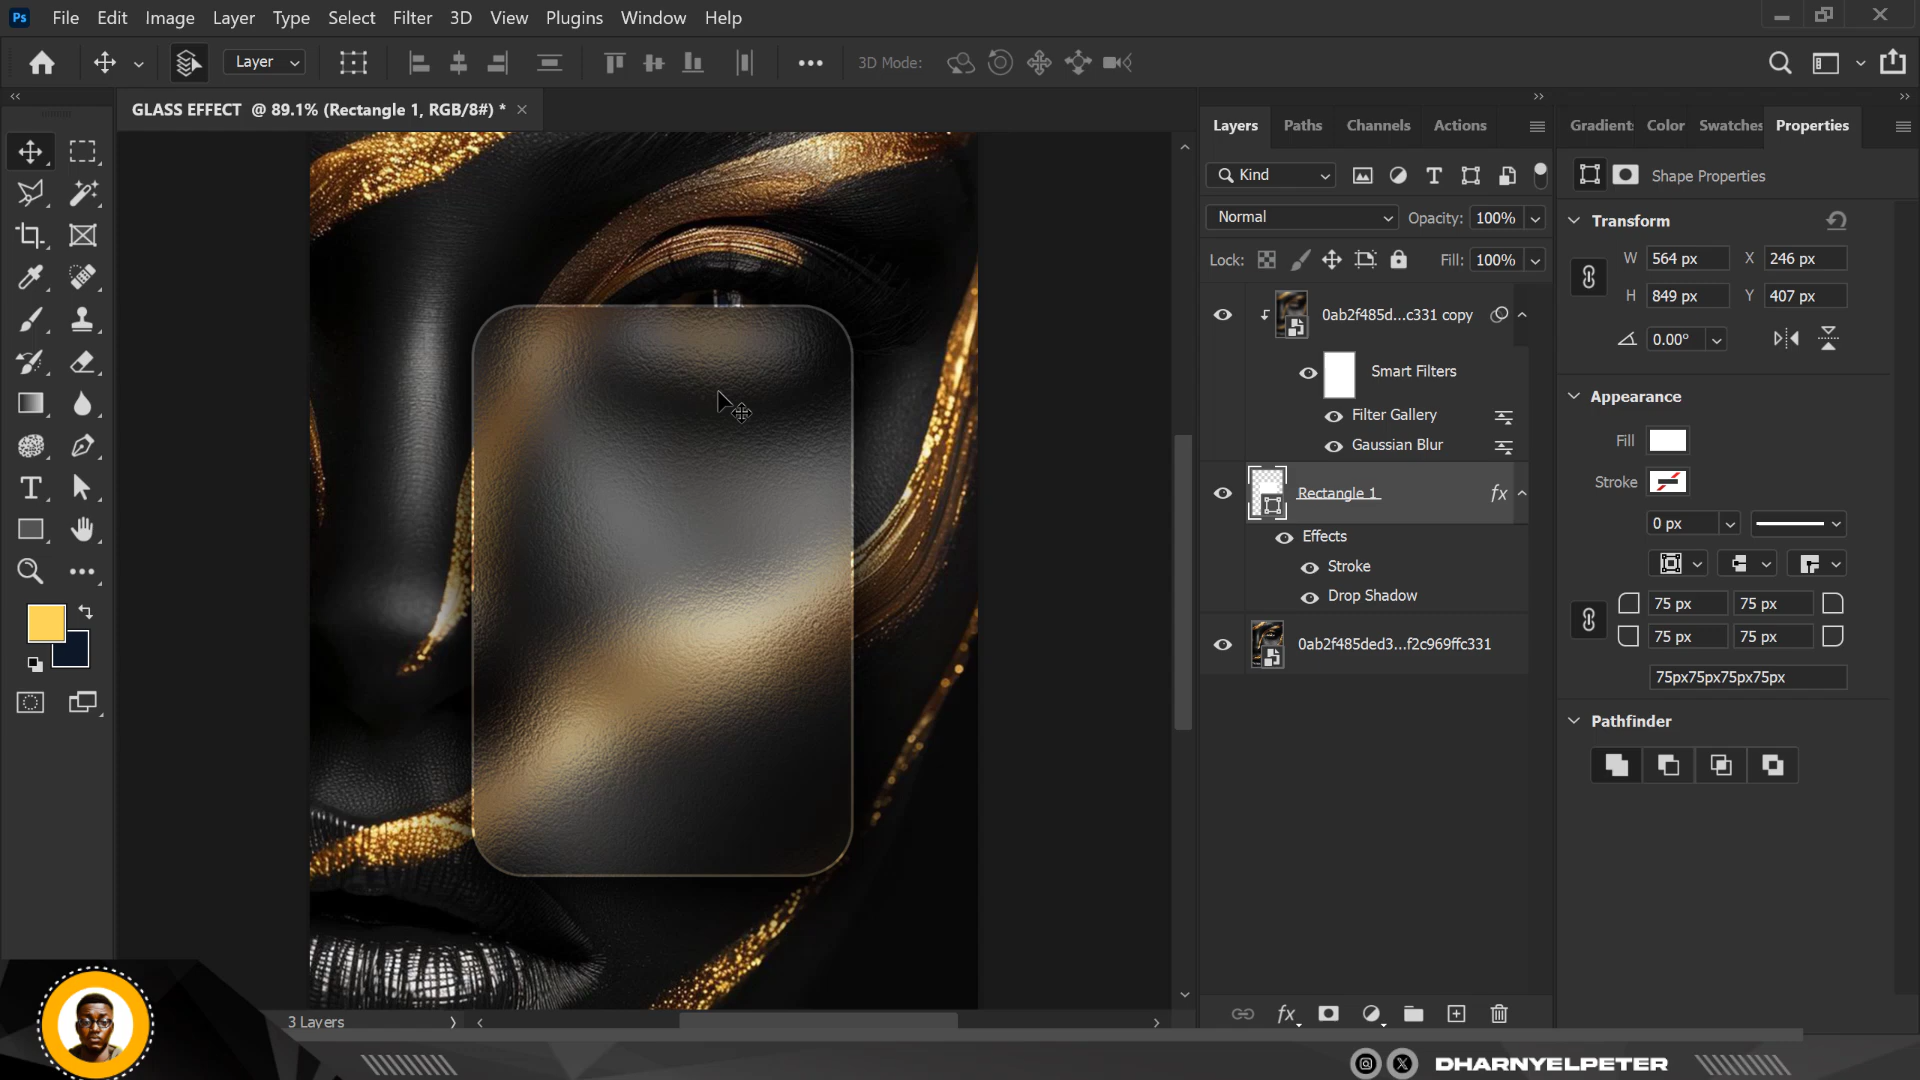 Ps File Edit Image Layer Type Select Filter 3D View Plugins Window Help
Layer 3D Mode:
GLASS EFFECT @ 89.1% (Rectangle 1, RGB/8#) *
Layers Paths Channels Actions
Gradient: Color Swatches Properties
Kind
Shape Properties
Normal Opacity: 100%
Transform
Lock: Fill: 100%
W 564 px X 246 px
H 849 px Y 407 px
0.00°
0ab2f485d...c331 copy
Smart Filters
Filter Gallery
Gaussian Blur
Rectangle 1 fx
Effects
Stroke
Drop Shadow
0ab2f485ded3...f2c969ffc331
Appearance
Fill
Stroke
0 px
75 px 75 px
75 px 75 px
75px75px75px75px
Pathfinder
3 Layers
fx
DHARNYELPETER